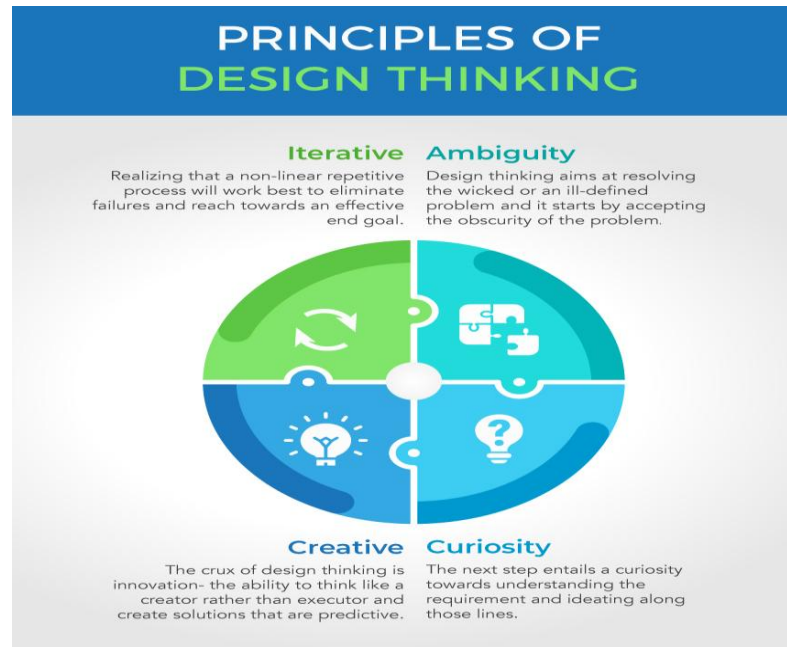 PRINCIPLES OF
DESIGN THINKING
Iterative
Realizing that a non-linear repetitive
process will work best to eliminate
failures and reach towards an effective
end goal.
Ambiguity
Design thinking aims at resolving
the wicked or an ill-defined
problem and it starts by accepting
the obscurity of the problem.
Creative
The crux of design thinking is
innovation- the ability to think like a
creator rather than executor and
create solutions that are predictive.
Curiosity
The next step entails a curiosity
towards understanding the
requirement and ideating along
those lines.